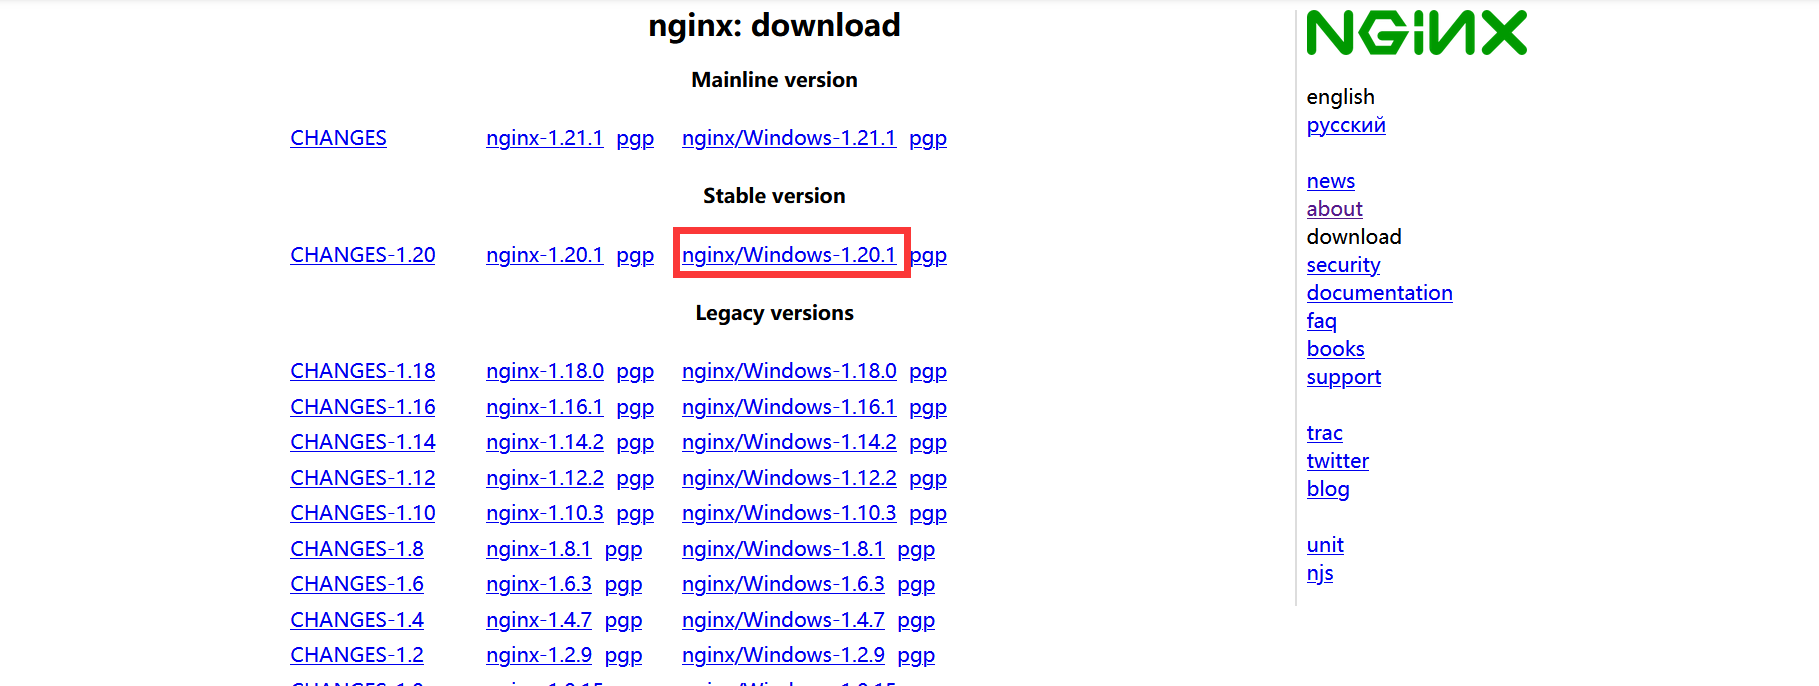 nginx: download
Mainline version
CHANGES nginx-1.21.1 pgp nginx/Windows-1.21.1 pgp
Stable version
CHANGES-1.20 nginx-1.20.1 pgp nginx/Windows-1.20.1 pgp
Legacy versions
CHANGES-1.18 nginx-1.18.0 pgp nginx/Windows-1.18.0 pgp
CHANGES-1.16 nginx-1.16.1 pgp nginx/Windows-1.16.1 pgp
CHANGES-1.14 nginx-1.14.2 pgp nginx/Windows-1.14.2 pgp
CHANGES-1.12 nginx-1.12.2 pgp nginx/Windows-1.12.2 pgp
CHANGES-1.10 nginx-1.10.3 pgp nginx/Windows-1.10.3 pgp
CHANGES-1.8 nginx-1.8.1 pgp nginx/Windows-1.8.1 pgp
CHANGES-1.6 nginx-1.6.3 pgp nginx/Windows-1.6.3 pgp
CHANGES-1.4 nginx-1.4.7 pgp nginx/Windows-1.4.7 pgp
CHANGES-1.2 nginx-1.2.9 pgp nginx/Windows-1.2.9 pgp
NGINX
english
русский
news
about
download
security
documentation
faq
books
support
trac
twitter
blog
unit
njs